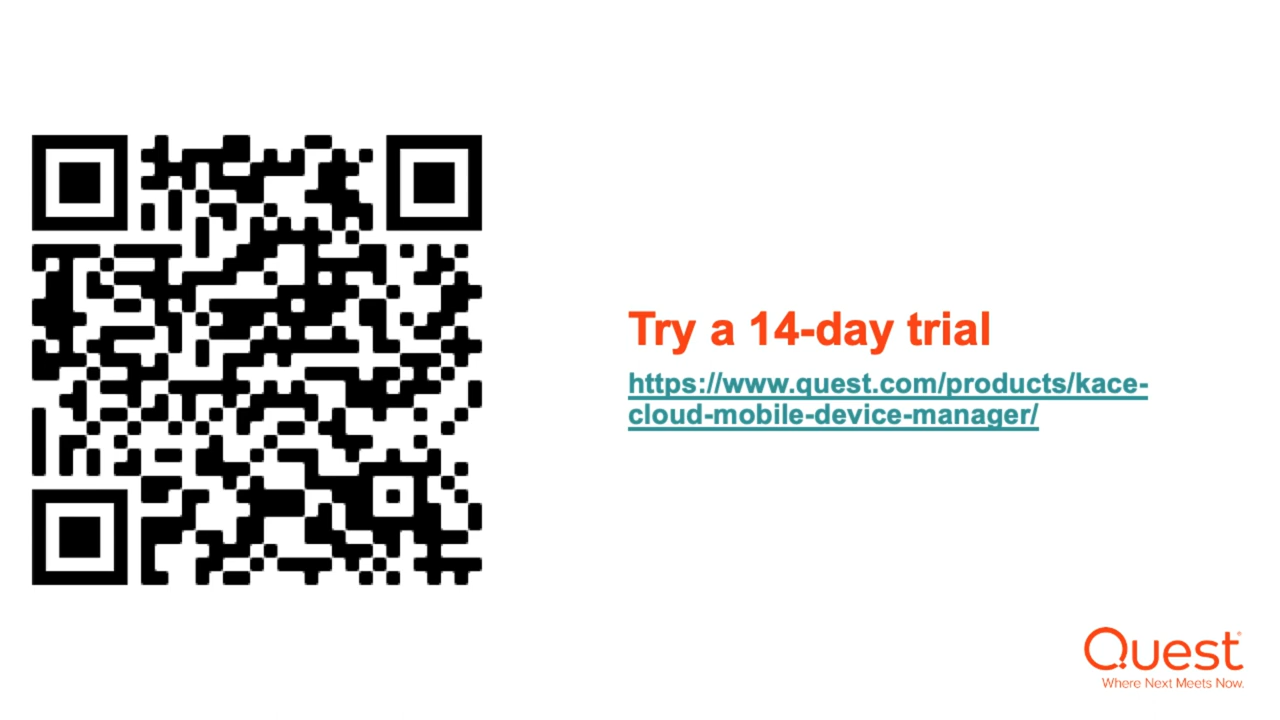 Try a 14-day trial
https://www.quest.com/products/kace-
cloud-mobile-device-manager/
Quest®
Where Next Meets Now.